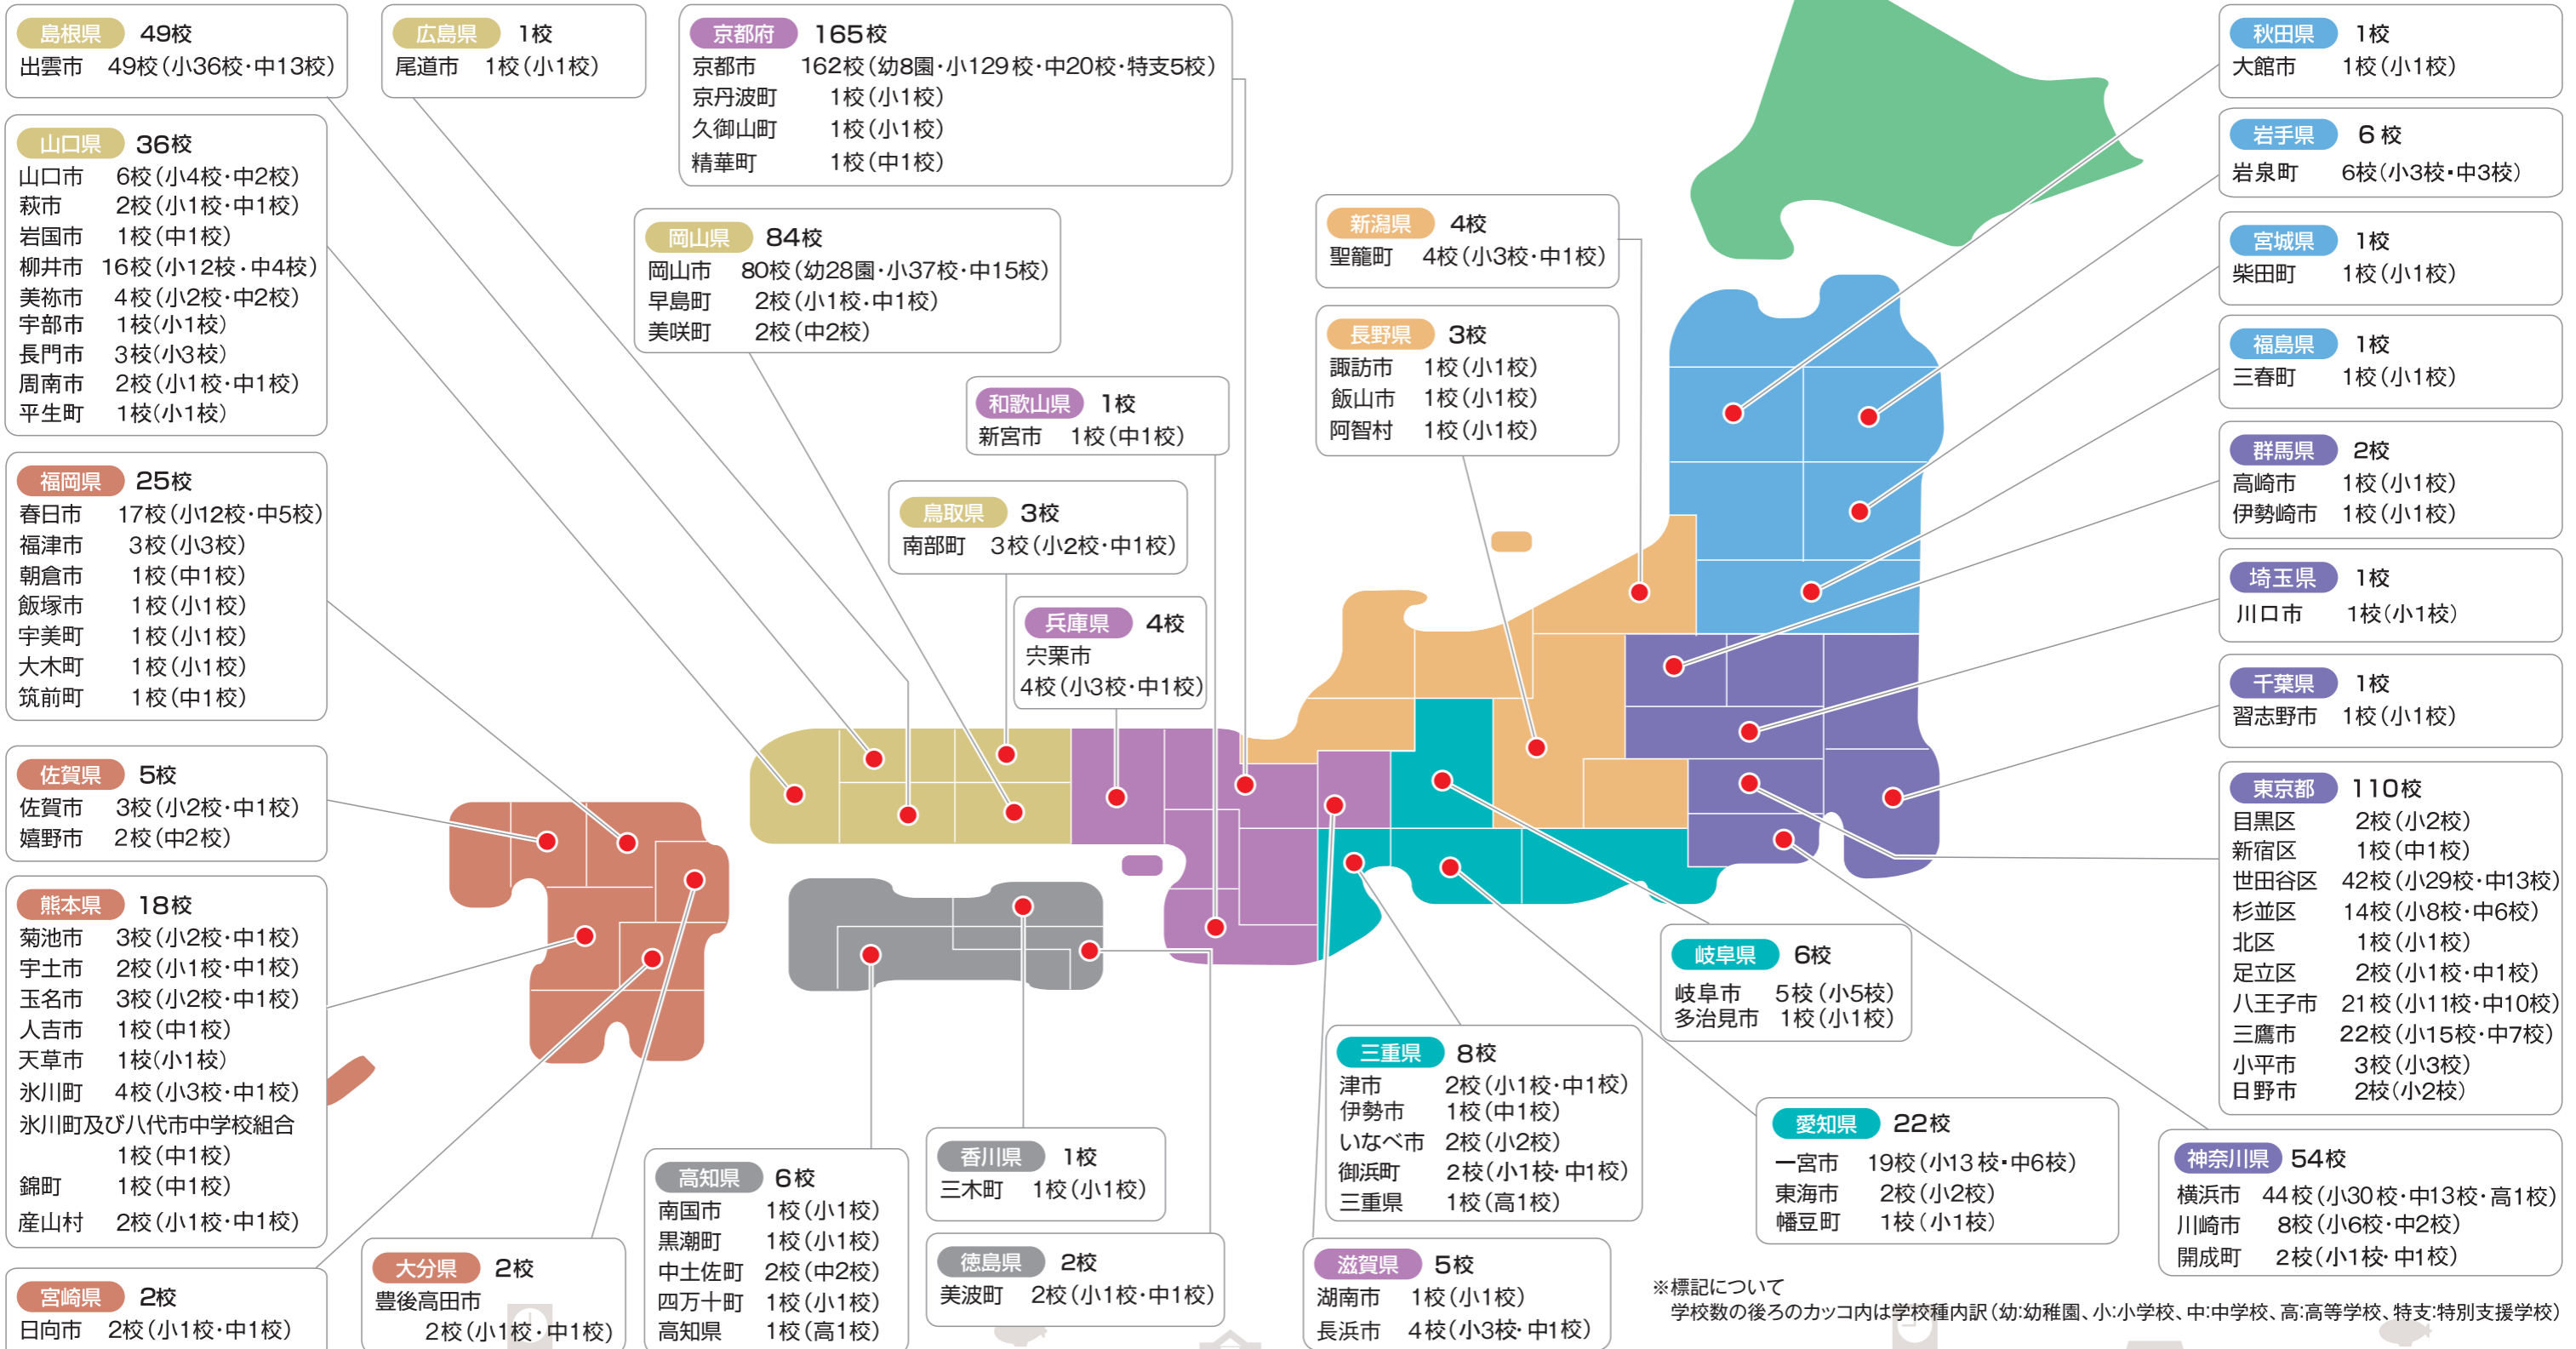 島根県 49校
出雲市 49校(小36校・中13校)
広島県 1校
尾道市 1校(小1校)
京都府 165校
京都市 162校(幼8園・小129校・中20校・特支5校)
京丹波町 1校(小1校)
久御山町 1校(小1校)
精華町 1校(中1校)
山口県 36校
山口市 6校(小4校・中2校)
萩市 2校(小1校・中1校)
岩国市 1校(中1校)
柳井市 16校(小12校・中4校)
美祢市 4校(小2校・中2校)
宇部市 1校(小1校)
長門市 3校(小3校)
周南市 2校(小1校・中1校)
平生町 1校(小1校)
岡山県 84校
岡山市 80校(幼28園・小37校・中15校)
早島町 2校(小1校・中1校)
美咲町 2校(中2校)
和歌山県 1校
新宮市 1校(中1校)
鳥取県 3校
南部町 3校(小2校・中1校)
兵庫県 4校
宍粟市
4校(小3校・中1校)
福岡県 25校
春日市 17校(小12校・中5校)
福津市 3校(小3校)
朝倉市 1校(中1校)
飯塚市 1校(小1校)
宇美町 1校(小1校)
大木町 1校(小1校)
筑前町 1校(中1校)
佐賀県 5校
佐賀市 3校(小2校・中1校)
嬉野市 2校(中2校)
熊本県 18校
菊池市 3校(小2校・中1校)
宇土市 2校(小1校・中1校)
玉名市 3校(小2校・中1校)
人吉市 1校(中1校)
天草市 1校(小1校)
氷川町 4校(小3校・中1校)
氷川町及び八代市中学校組合
1校(中1校)
錦町 1校(中1校)
産山村 2校(小1校・中1校)
宮崎県 2校
日向市 2校(小1校・中1校)
大分県 2校
豊後高田市
2校(小1校・中1校)
高知県 6校
南国市 1校(小1校)
黒潮町 1校(小1校)
中土佐町 2校(中2校)
四万十町 1校(小1校)
高知県 1校(高1校)
香川県 1校
三木町 1校(小1校)
徳島県 2校
美波町 2校(小1校・中1校)
新潟県 4校
聖籠町 4校(小3校・中1校)
長野県 3校
諏訪市 1校(小1校)
飯山市 1校(小1校)
阿智村 1校(小1校)
三重県 8校
津市 2校(小1校・中1校)
伊勢市 1校(中1校)
いなべ市 2校(小2校)
御浜町 2校(小1校・中1校)
三重県 1校(高1校)
滋賀県 5校
湖南市 1校(小1校)
長浜市 4校(小3校・中1校)
岐阜県 6校
岐阜市 5校(小5校)
多治見市 1校(小1校)
愛知県 22校
一宮市 19校(小13校・中6校)
東海市 2校(小2校)
幡豆町 1校(小1校)
秋田県 1校
大館市 1校(小1校)
岩手県 6校
岩泉町 6校(小3校・中3校)
宮城県 1校
柴田町 1校(小1校)
福島県 1校
三春町 1校(小1校)
群馬県 2校
高崎市 1校(小1校)
伊勢崎市 1校(小1校)
埼玉県 1校
川口市 1校(小1校)
千葉県 1校
習志野市 1校(小1校)
東京都 110校
目黒区 2校(小2校)
新宿区 1校(中1校)
世田谷区 42校(小29校・中13校)
杉並区 14校(小8校・中6校)
北区 1校(小1校)
足立区 2校(小1校・中1校)
八王子市 21校(小11校・中10校)
三鷹市 22校(小15校・中7校)
小平市 3校(小3校)
日野市 2校(小2校)
神奈川県 54校
横浜市 44校(小30校・中13校・高1校)
川崎市 8校(小6校・中2校)
開成町 2校(小1校・中1校)
※標記について
学校数の後ろのカッコ内は学校種内訳(幼:幼稚園、小:小学校、中:中学校、高:高等学校、特支:特別支援学校)